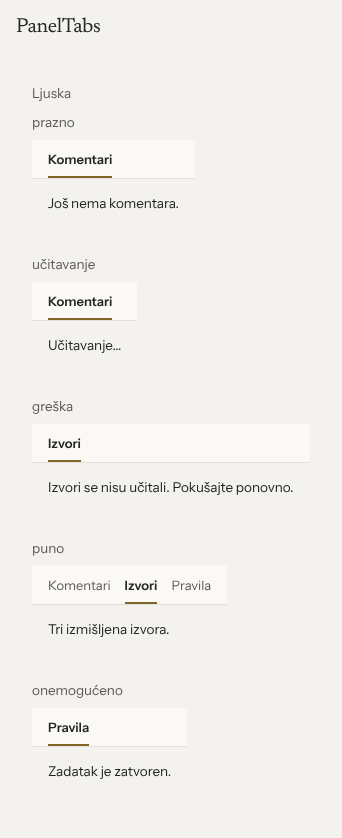 PanelTabs
Ljuska
prazno
Komentari
Još nema komentara.
učitavanje
Komentari
Učitavanje…
greška
Izvori
Izvori se nisu učitali. Pokušajte ponovno.
puno
Komentari Izvori Pravila
Tri izmišljena izvora.
onemogućeno
Pravila
Zadatak je zatvoren.